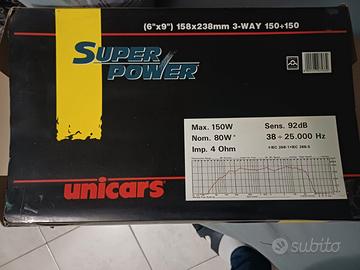 (6"x9") 158x238mm 3-WAY 150+150
SUPER
POWER
Max. 150W
Sens. 92dB
Nom. 80W*
38÷25.000 Hz
Imp. 4 Ohm
unicars
subito